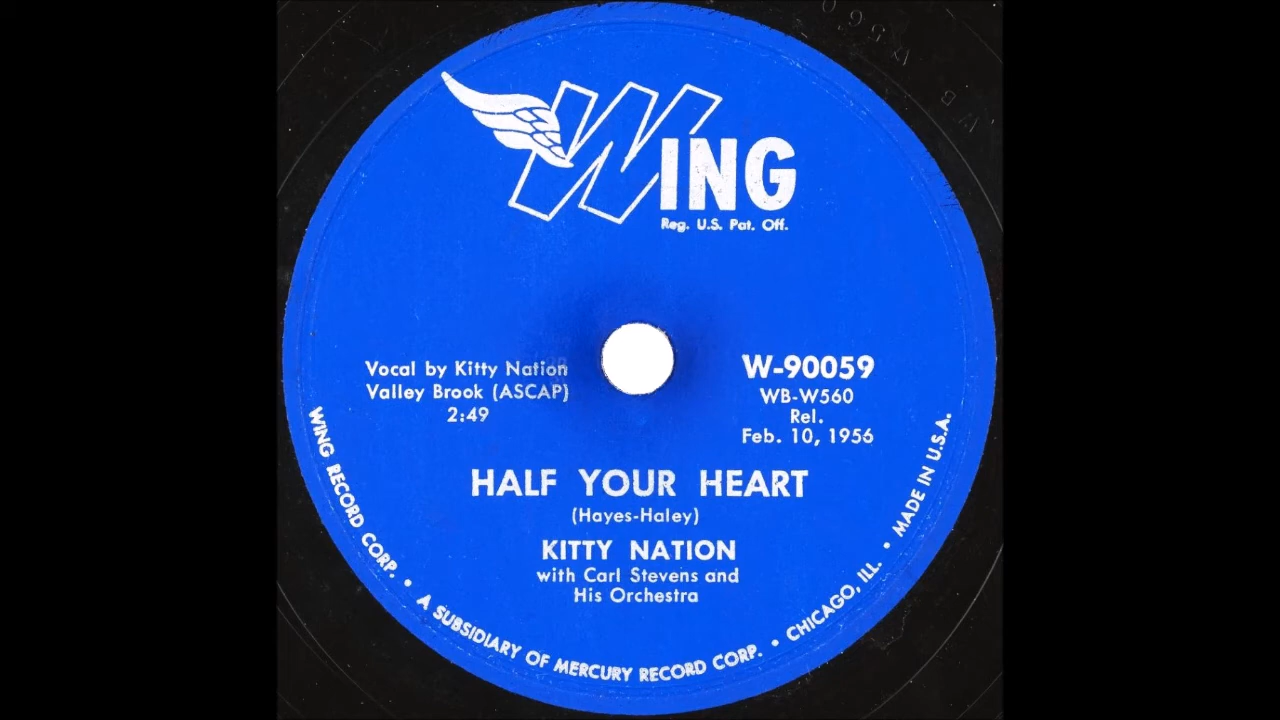 WING
Reg. U.S. Pat. Off.
Vocal by Kitty Nation
Valley Brook (ASCAP)
2:49
W-90059
WB-W560
Rel.
Feb. 10, 1956
HALF YOUR HEART
(Hayes-Haley)
KITTY NATION
with Carl Stevens and
His Orchestra
WING RECORD CORP. • A SUBSIDIARY OF MERCURY RECORD CORP. • CHICAGO, ILL. • MADE IN U.S.A.